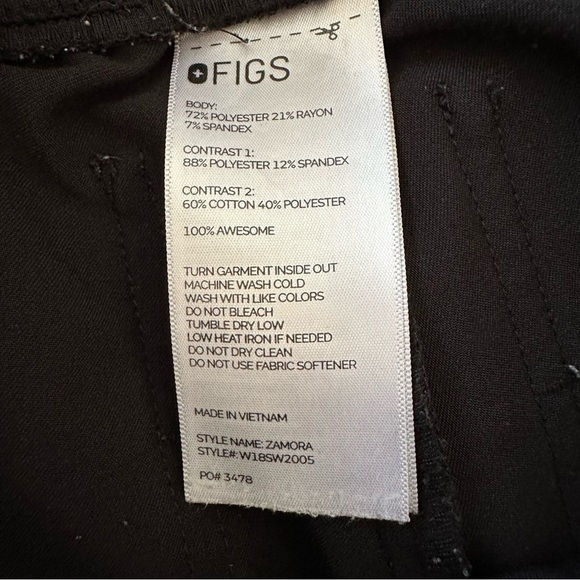 FIGS
BODY:
72% POLYESTER 21% RAYON
7% SPANDEX
CONTRAST 1:
88% POLYESTER 12% SPANDEX
CONTRAST 2:
60% COTTON 40% POLYESTER
100% AWESOME
TURN GARMENT INSIDE OUT
MACHINE WASH COLD
WASH WITH LIKE COLORS
DO NOT BLEACH
TUMBLE DRY LOW
LOW HEAT IRON IF NEEDED
DO NOT DRY CLEAN
DO NOT USE FABRIC SOFTENER
MADE IN VIETNAM
STYLE NAME: ZAMORA
STYLE#: W18SW2005
PO# 3478